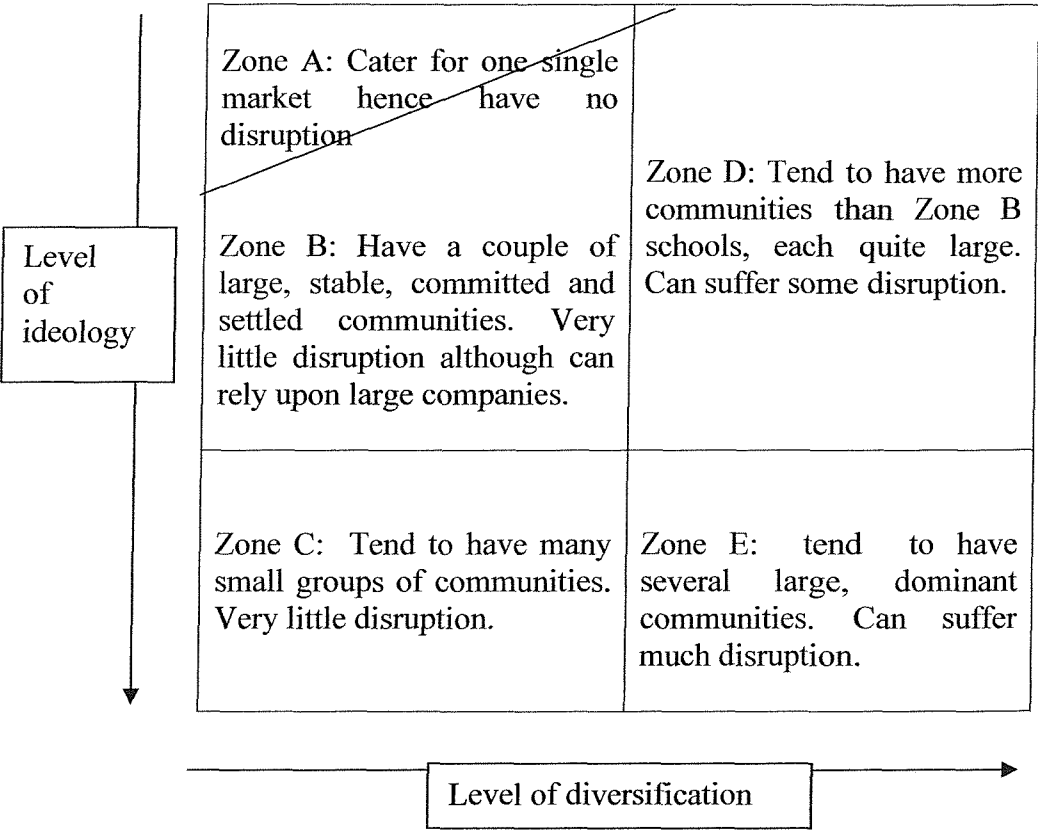 Zone A: Cater for one single
market hence have no
disruption
Zone B: Have a couple of
large, stable, committed and
settled communities. Very
little disruption although can
rely upon large companies.
Zone D: Tend to have more
communities than Zone B
schools, each quite large.
Can suffer some disruption.
Level
of
ideology
Zone C: Tend to have many
small groups of communities.
Very little disruption.
Zone E: tend to have
several large, dominant
communities. Can suffer
much disruption.
Level of diversification